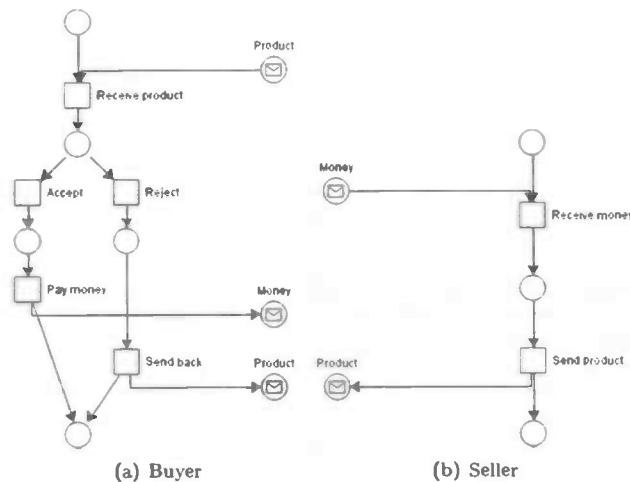 Product
Receive product
Accept
Reject
Pay money
Money
Send back
Product
(a) Buyer
Money
Receive money
Send product
Product
(b) Seller